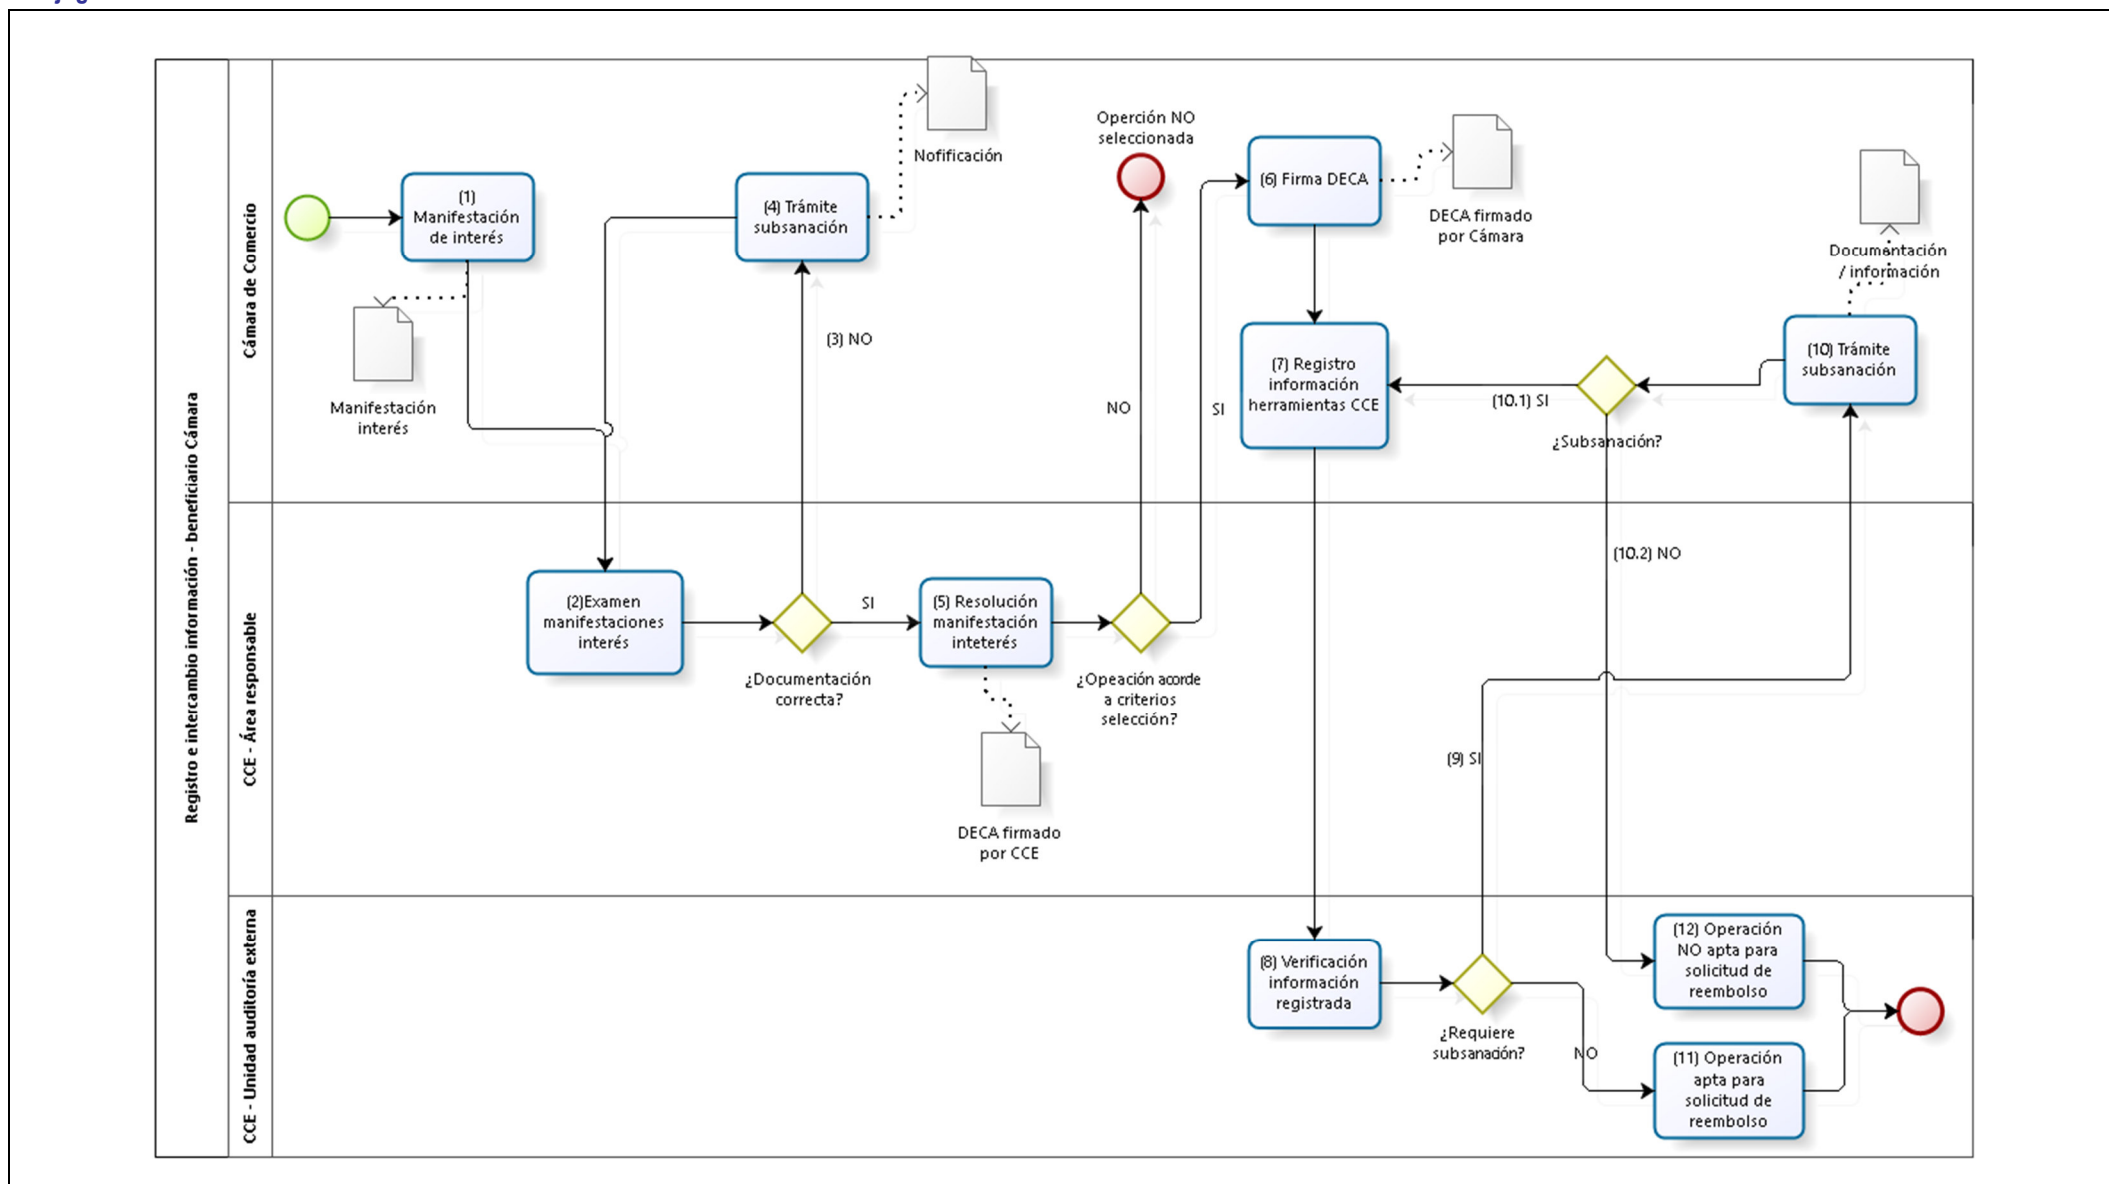 Registro e intercambio información - beneficiario Cámara
Cámara de Comercio
(1)
Manifestación
de interés
Manifestación
interés
(4) Trámite
subsanación
Nofificación
(3) NO
Operción NO
seleccionada
NO
SI
(6) Firma DECA
DECA firmado
por Cámara
(7) Registro
información
herramientas CCE
(10.1) SI
¿Subsanación?
(10) Trámite
subsanación
Documentación
/ información
CCE - Área responsable
(2)Examen
manifestaciones
interés
¿Documentación
correcta?
SI
(5) Resolución
manifestación
inteterés
DECA firmado
por CCE
¿Opeación acorde
a criterios
selección?
(10.2) NO
(9) SI
CCE - Unidad auditoría externa
(8) Verificación
información
registrada
¿Requiere
subsanación?
NO
(12) Operación
NO apta para
solicitud de
reembolso
(11) Operación
apta para
solicitud de
reembolso